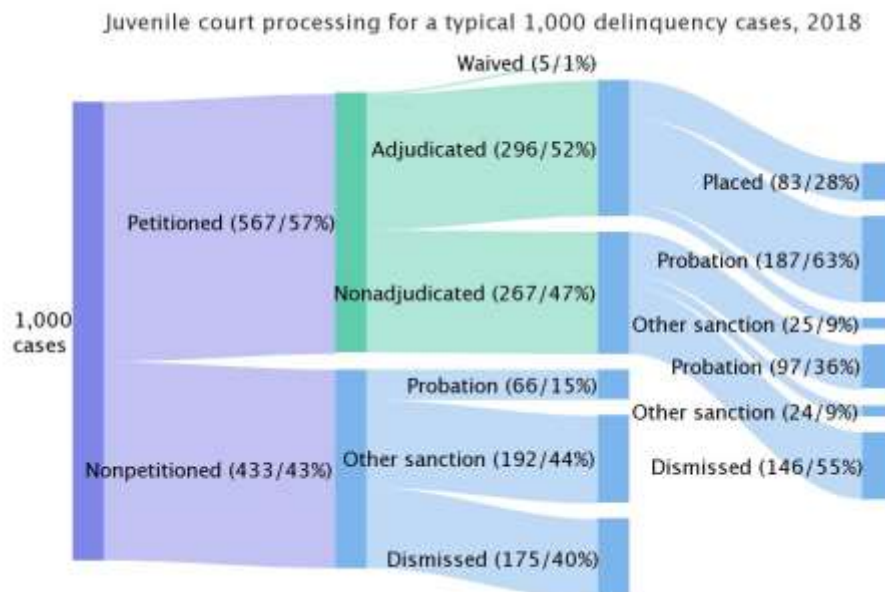 Juvenile court processing for a typical 1,000 delinquency cases, 2018
Waived (5/1%)
Adjudicated (296/52%)
Placed (83/28%)
Petitioned (567/57%)
Probation (187/63%)
Nonadjudicated (267/47%)
1,000
cases
Other sanction (25/9%)
Probation (97/36%)
Probation (66/15%)
Other sanction (24/9%)
Nonpetitioned (433/43%)
Other sanction (192/44%)
Dismissed (146/55%)
Dismissed (175/40%)